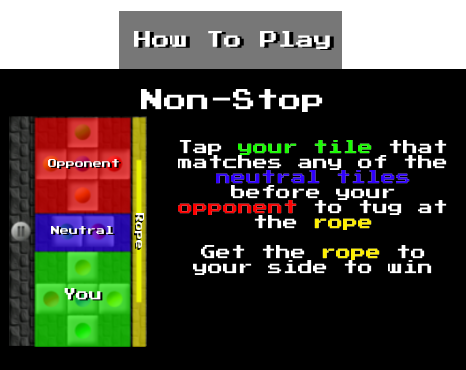 How To Play
Non-Stop
Opponent
Neutral
You
Rope
Tap your tile that
matches any of the
neutral tiles
before your
opponent to tug at
the rope
Get the rope to
your side to win